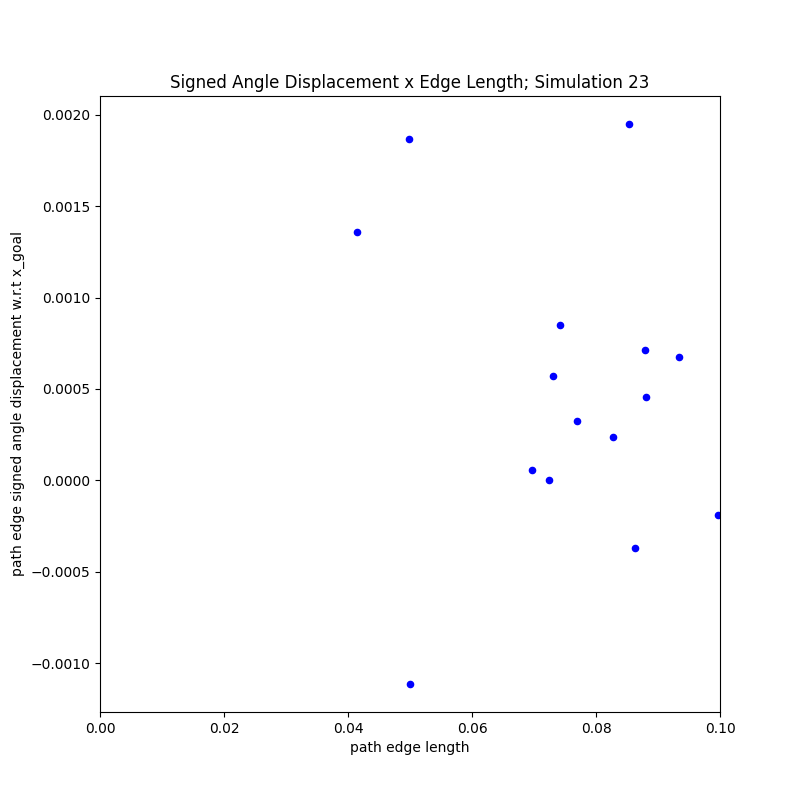 Signed Angle Displacement x Edge Length; Simulation 23
0.0020
0.0015
0.0010
0.0005
0.0000
−0.0005
−0.0010
path edge signed angle displacement w.r.t x_goal
0.00 0.02 0.04 0.06 0.08 0.10
path edge length